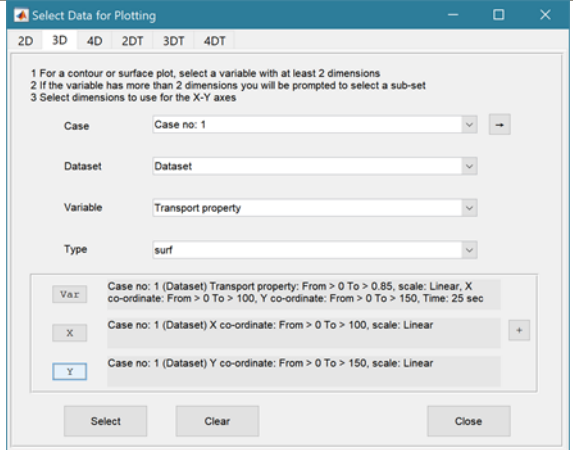 Select Data for Plotting
2D 3D 4D 2DT 3DT 4DT
1 For a contour or surface plot, select a variable with at least 2 dimensions
2 If the variable has more than 2 dimensions you will be prompted to select a sub-set
3 Select dimensions to use for the X-Y axes
Case Case no: 1 →
Dataset Dataset
Variable Transport property
Type surf
Var Case no: 1 (Dataset) Transport property: From > 0 To > 0.85, scale: Linear, X
co-ordinate: From > 0 To > 100, Y co-ordinate: From > 0 To > 150, Time: 25 sec
X Case no: 1 (Dataset) X co-ordinate: From > 0 To > 100, scale: Linear
+
Y Case no: 1 (Dataset) Y co-ordinate: From > 0 To > 150, scale: Linear
Select Clear Close